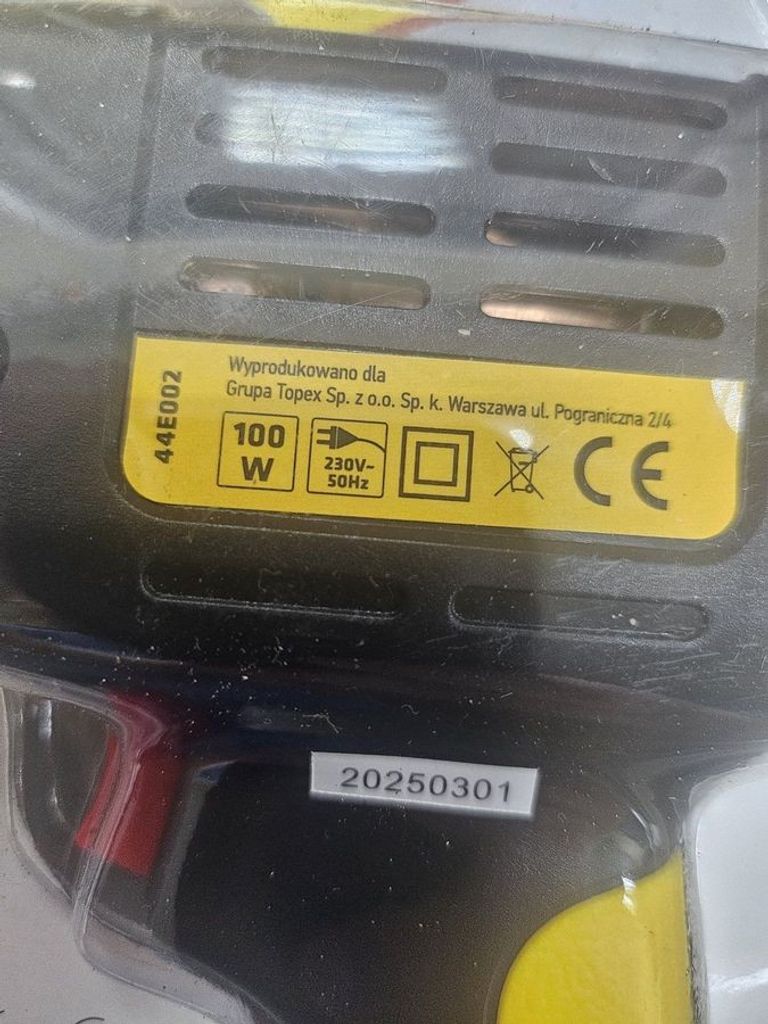 44E002
Wyprodukowano dla
Grupa Topex Sp. z o.o. Sp. k. Warszawa ul. Pograniczna 2/4
100
W
230V~
50Hz
CE
20250301